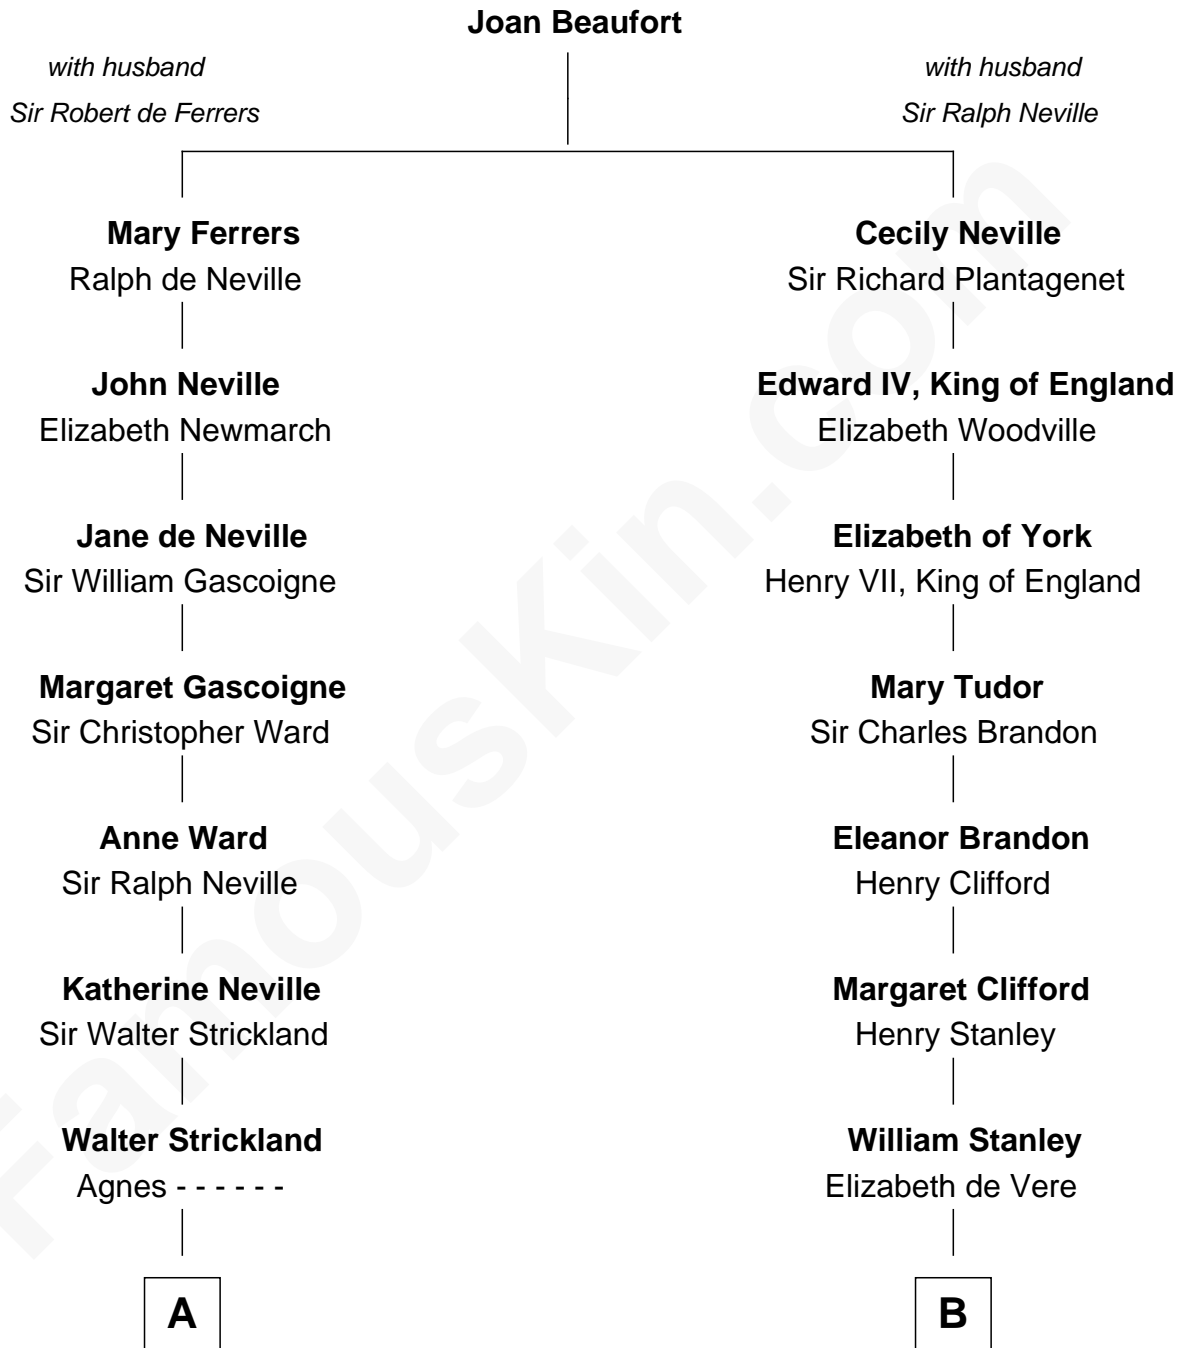 Joan Beaufort
with husband
Sir Robert de Ferrers
with husband
Sir Ralph Neville
Mary Ferrers
Ralph de Neville
Cecily Neville
Sir Richard Plantagenet
John Neville
Elizabeth Newmarch
Edward IV, King of England
Elizabeth Woodville
Jane de Neville
Sir William Gascoigne
Elizabeth of York
Henry VII, King of England
Margaret Gascoigne
Sir Christopher Ward
Mary Tudor
Sir Charles Brandon
Anne Ward
Sir Ralph Neville
Eleanor Brandon
Henry Clifford
Katherine Neville
Sir Walter Strickland
Margaret Clifford
Henry Stanley
Walter Strickland
Agnes - - - - - -
William Stanley
Elizabeth de Vere
A
B
FamousKin.com